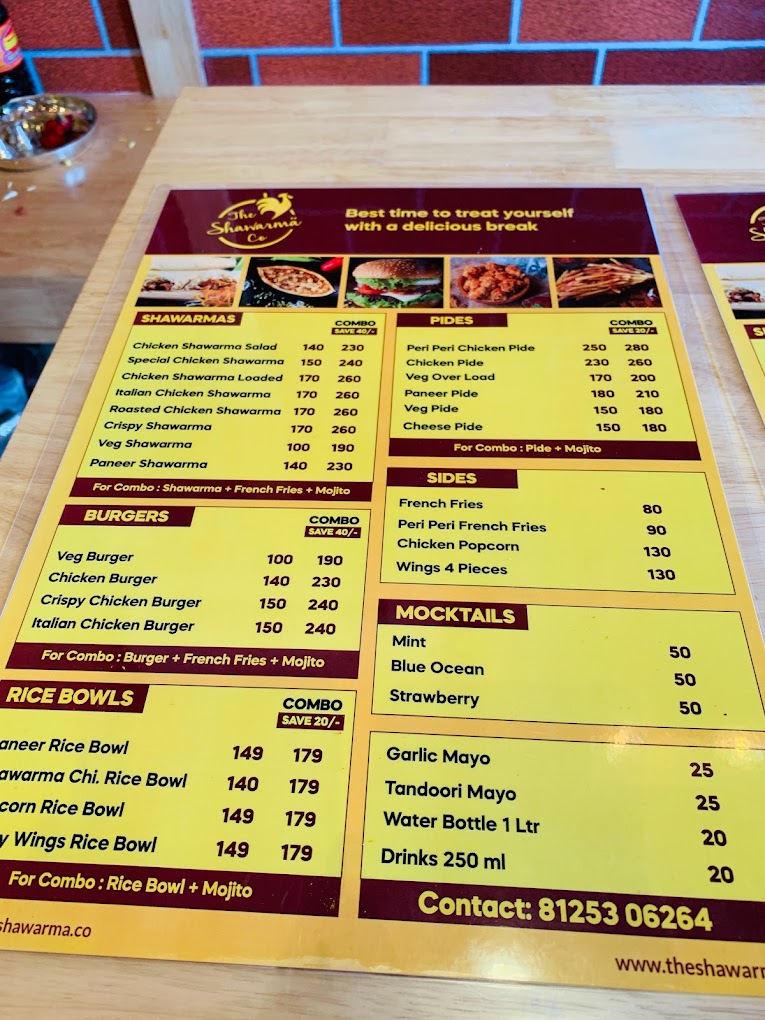 The
Shawarma
Co
Best time to treat yourself
with a delicious break
SHAWARMAS
COMBO
SAVE 40/-
Chicken Shawarma Salad 140 230
Special Chicken Shawarma 150 240
Chicken Shawarma Loaded 170 260
Italian Chicken Shawarma 170 260
Roasted Chicken Shawarma 170 260
Crispy Shawarma 170 260
Veg Shawarma 100 190
Paneer Shawarma 140 230
For Combo : Shawarma + French Fries + Mojito
BURGERS
COMBO
SAVE 40/-
Veg Burger 100 190
Chicken Burger 140 230
Crispy Chicken Burger 150 240
Italian Chicken Burger 150 240
For Combo : Burger + French Fries + Mojito
RICE BOWLS
COMBO
SAVE 20/-
aneer Rice Bowl 149 179
awarma Chi. Rice Bowl 140 179
corn Rice Bowl 149 179
y Wings Rice Bowl 149 179
For Combo : Rice Bowl + Mojito
shawarma.co
PIDES
COMBO
SAVE 20/-
Peri Peri Chicken Pide 250 280
Chicken Pide 230 260
Veg Over Load 170 200
Paneer Pide 180 210
Veg Pide 150 180
Cheese Pide 150 180
For Combo : Pide + Mojito
SIDES
French Fries 80
Peri Peri French Fries 90
Chicken Popcorn 130
Wings 4 Pieces 130
MOCKTAILS
Mint 50
Blue Ocean 50
Strawberry 50
Garlic Mayo 25
Tandoori Mayo 25
Water Bottle 1 Ltr 20
Drinks 250 ml 20
Contact: 81253 06264
www.theshawarm